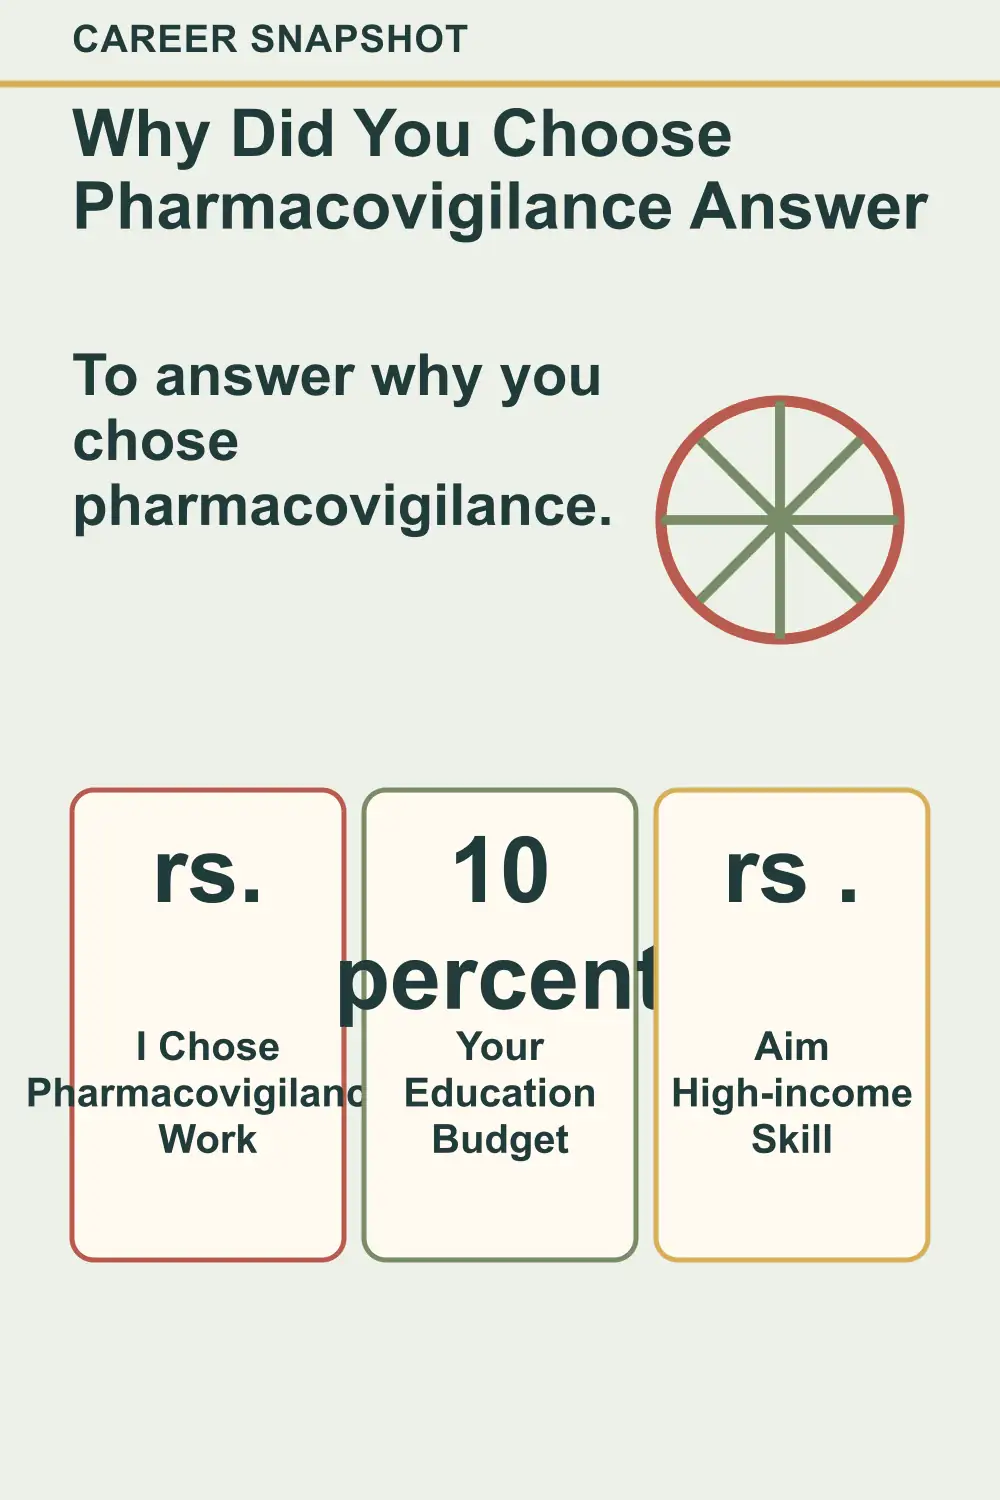 CAREER SNAPSHOT
Why Did You Choose
Pharmacovigilance Answer
To answer why you
chose
pharmacovigilance.
rs.
I Chose
Pharmacovigilanc
Work
10
percent
Your
Education
Budget
rs .
Aim
High-income
Skill